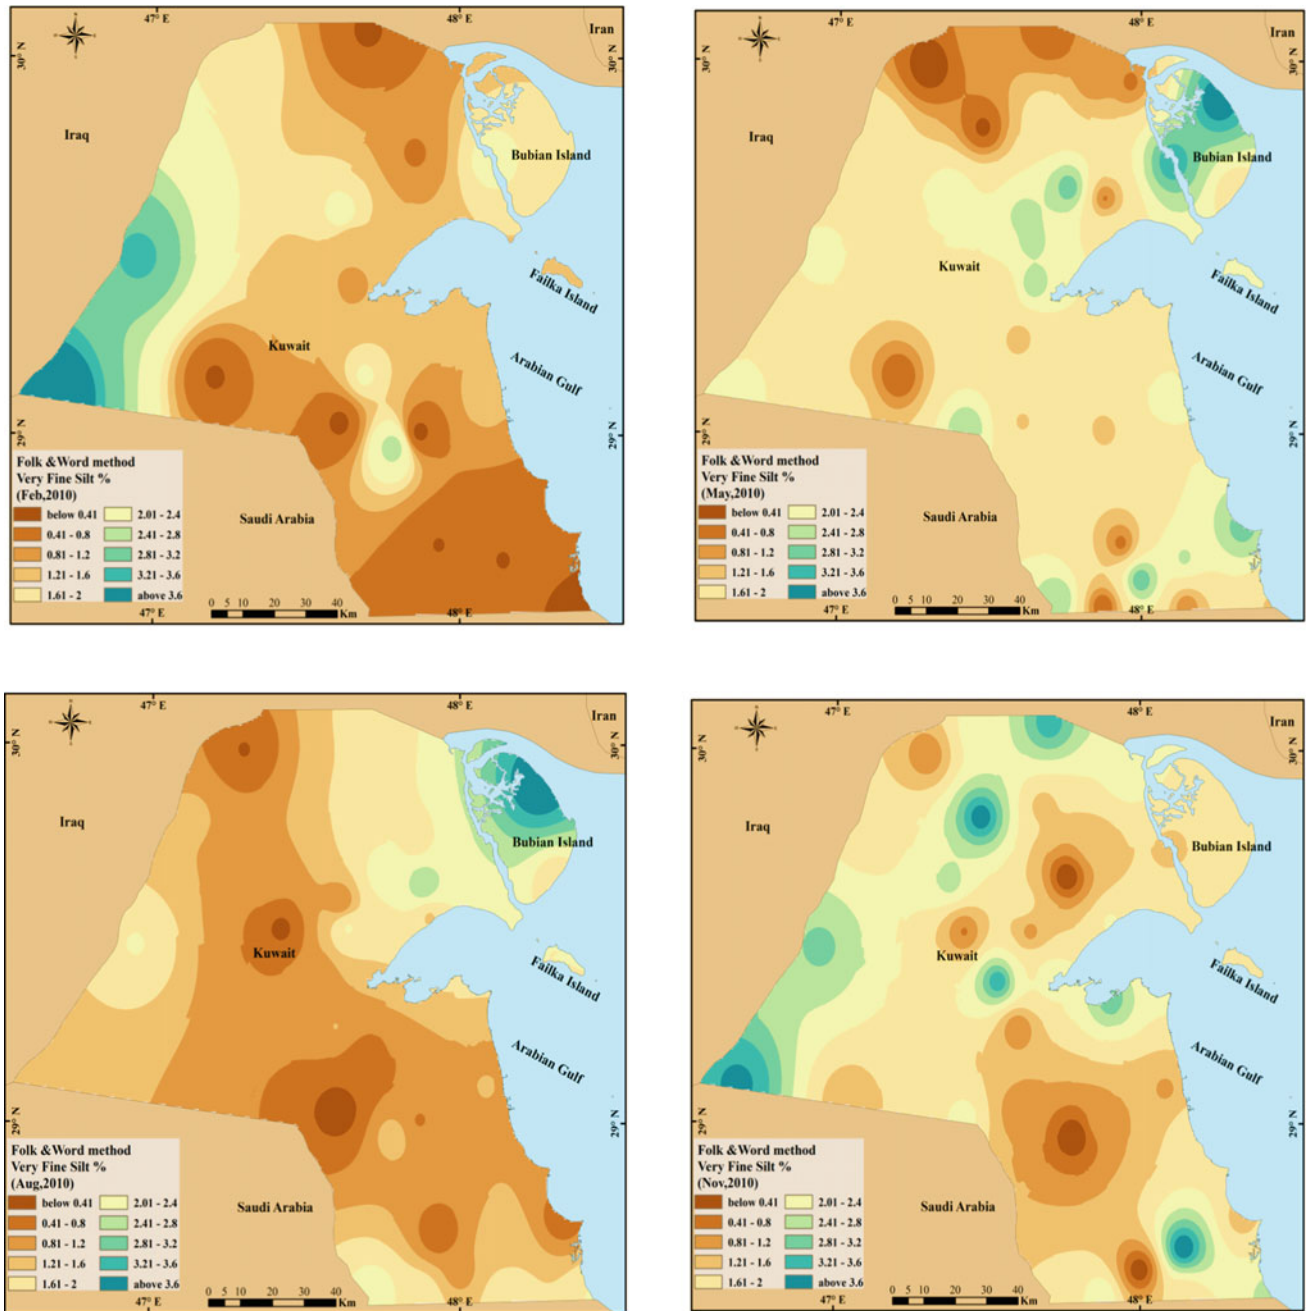 47° E
48° E
Iran
30° N
30° N
Iraq
Bubian Island
Failka Island
Kuwait
Arabian Gulf
29° N
29° N
Folk &Word method
Very Fine Silt %
(Feb,2010)
Saudi Arabia
below 0.41
2.01 - 2.4
0.41 - 0.8
2.41 - 2.8
0.81 - 1.2
2.81 - 3.2
1.21 - 1.6
3.21 - 3.6
1.61 - 2
above 3.6
0 5 10 20 30 40
Km
47° E
48° E
47° E
48° E
Iran
30° N
30° N
Iraq
Bubian Island
Kuwait
Failka Island
Arabian Gulf
29° N
29° N
Folk &Word method
Very Fine Silt %
(May,2010)
Saudi Arabia
below 0.41
2.01 - 2.4
0.41 - 0.8
2.41 - 2.8
0.81 - 1.2
2.81 - 3.2
1.21 - 1.6
3.21 - 3.6
1.61 - 2
above 3.6
0 5 10 20 30 40
Km
47° E
48° E
47° E
48° E
Iran
30° N
30° N
Iraq
Bubian Island
Kuwait
Failka Island
Arabian Gulf
29° N
29° N
Folk &Word method
Very Fine Silt %
(Aug,2010)
Saudi Arabia
below 0.41
2.01 - 2.4
0.41 - 0.8
2.41 - 2.8
0.81 - 1.2
2.81 - 3.2
1.21 - 1.6
3.21 - 3.6
1.61 - 2
above 3.6
0 5 10 20 30 40
Km
47° E
48° E
47° E
48° E
Iran
30° N
30° N
Iraq
Bubian Island
Kuwait
Failka Island
Arabian Gulf
29° N
29° N
Folk &Word method
Very Fine Silt %
(Nov,2010)
Saudi Arabia
below 0.41
2.01 - 2.4
0.41 - 0.8
2.41 - 2.8
0.81 - 1.2
2.81 - 3.2
1.21 - 1.6
3.21 - 3.6
1.61 - 2
above 3.6
0 5 10 20 30 40
Km
47° E
48° E